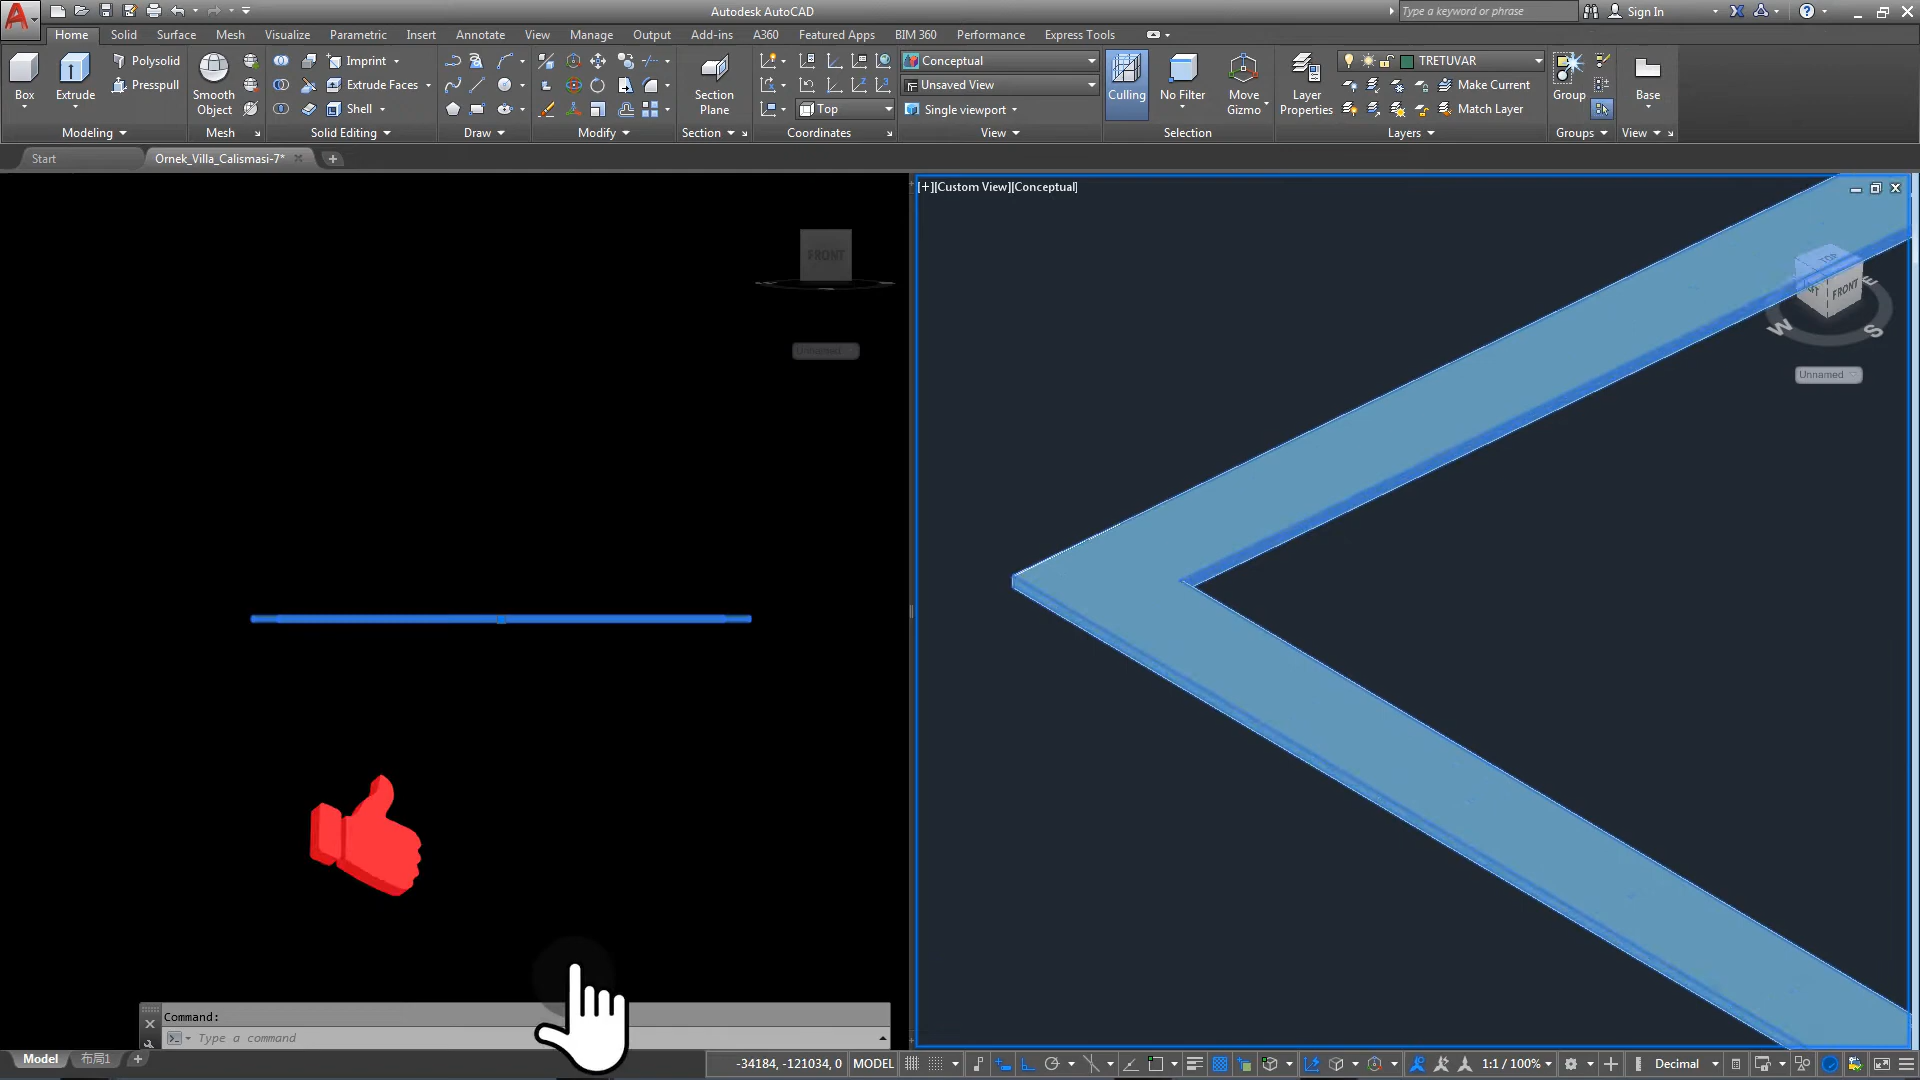 Autodesk AutoCAD
Type a keyword or phrase
Sign In
Home Solid Surface Mesh Visualize Parametric Insert Annotate View Manage Output Add-ins A360 Featured Apps BIM 360 Performance Express Tools
Box
Extrude
Polysolid
Presspull
Modeling
Smooth Object
Mesh
Imprint
Extrude Faces
Shell
Solid Editing
Draw
Modify
Section Plane
Section
Top
Coordinates
Conceptual
Unsaved View
Single viewport
View
Culling
No Filter
Move Gizmo
Selection
Layer Properties
TRETUVAR
Make Current
Match Layer
Layers
Group
Groups
Base
View
Start
Ornek_Villa_Calismasi-7*
FRONT
Unnamed
[+][Custom View][Conceptual]
TOP
FRONT
E
W
S
Unnamed
Command:
Type a command
Model
布局1
-34184, -121034, 0
MODEL
1:1 / 100%
Decimal